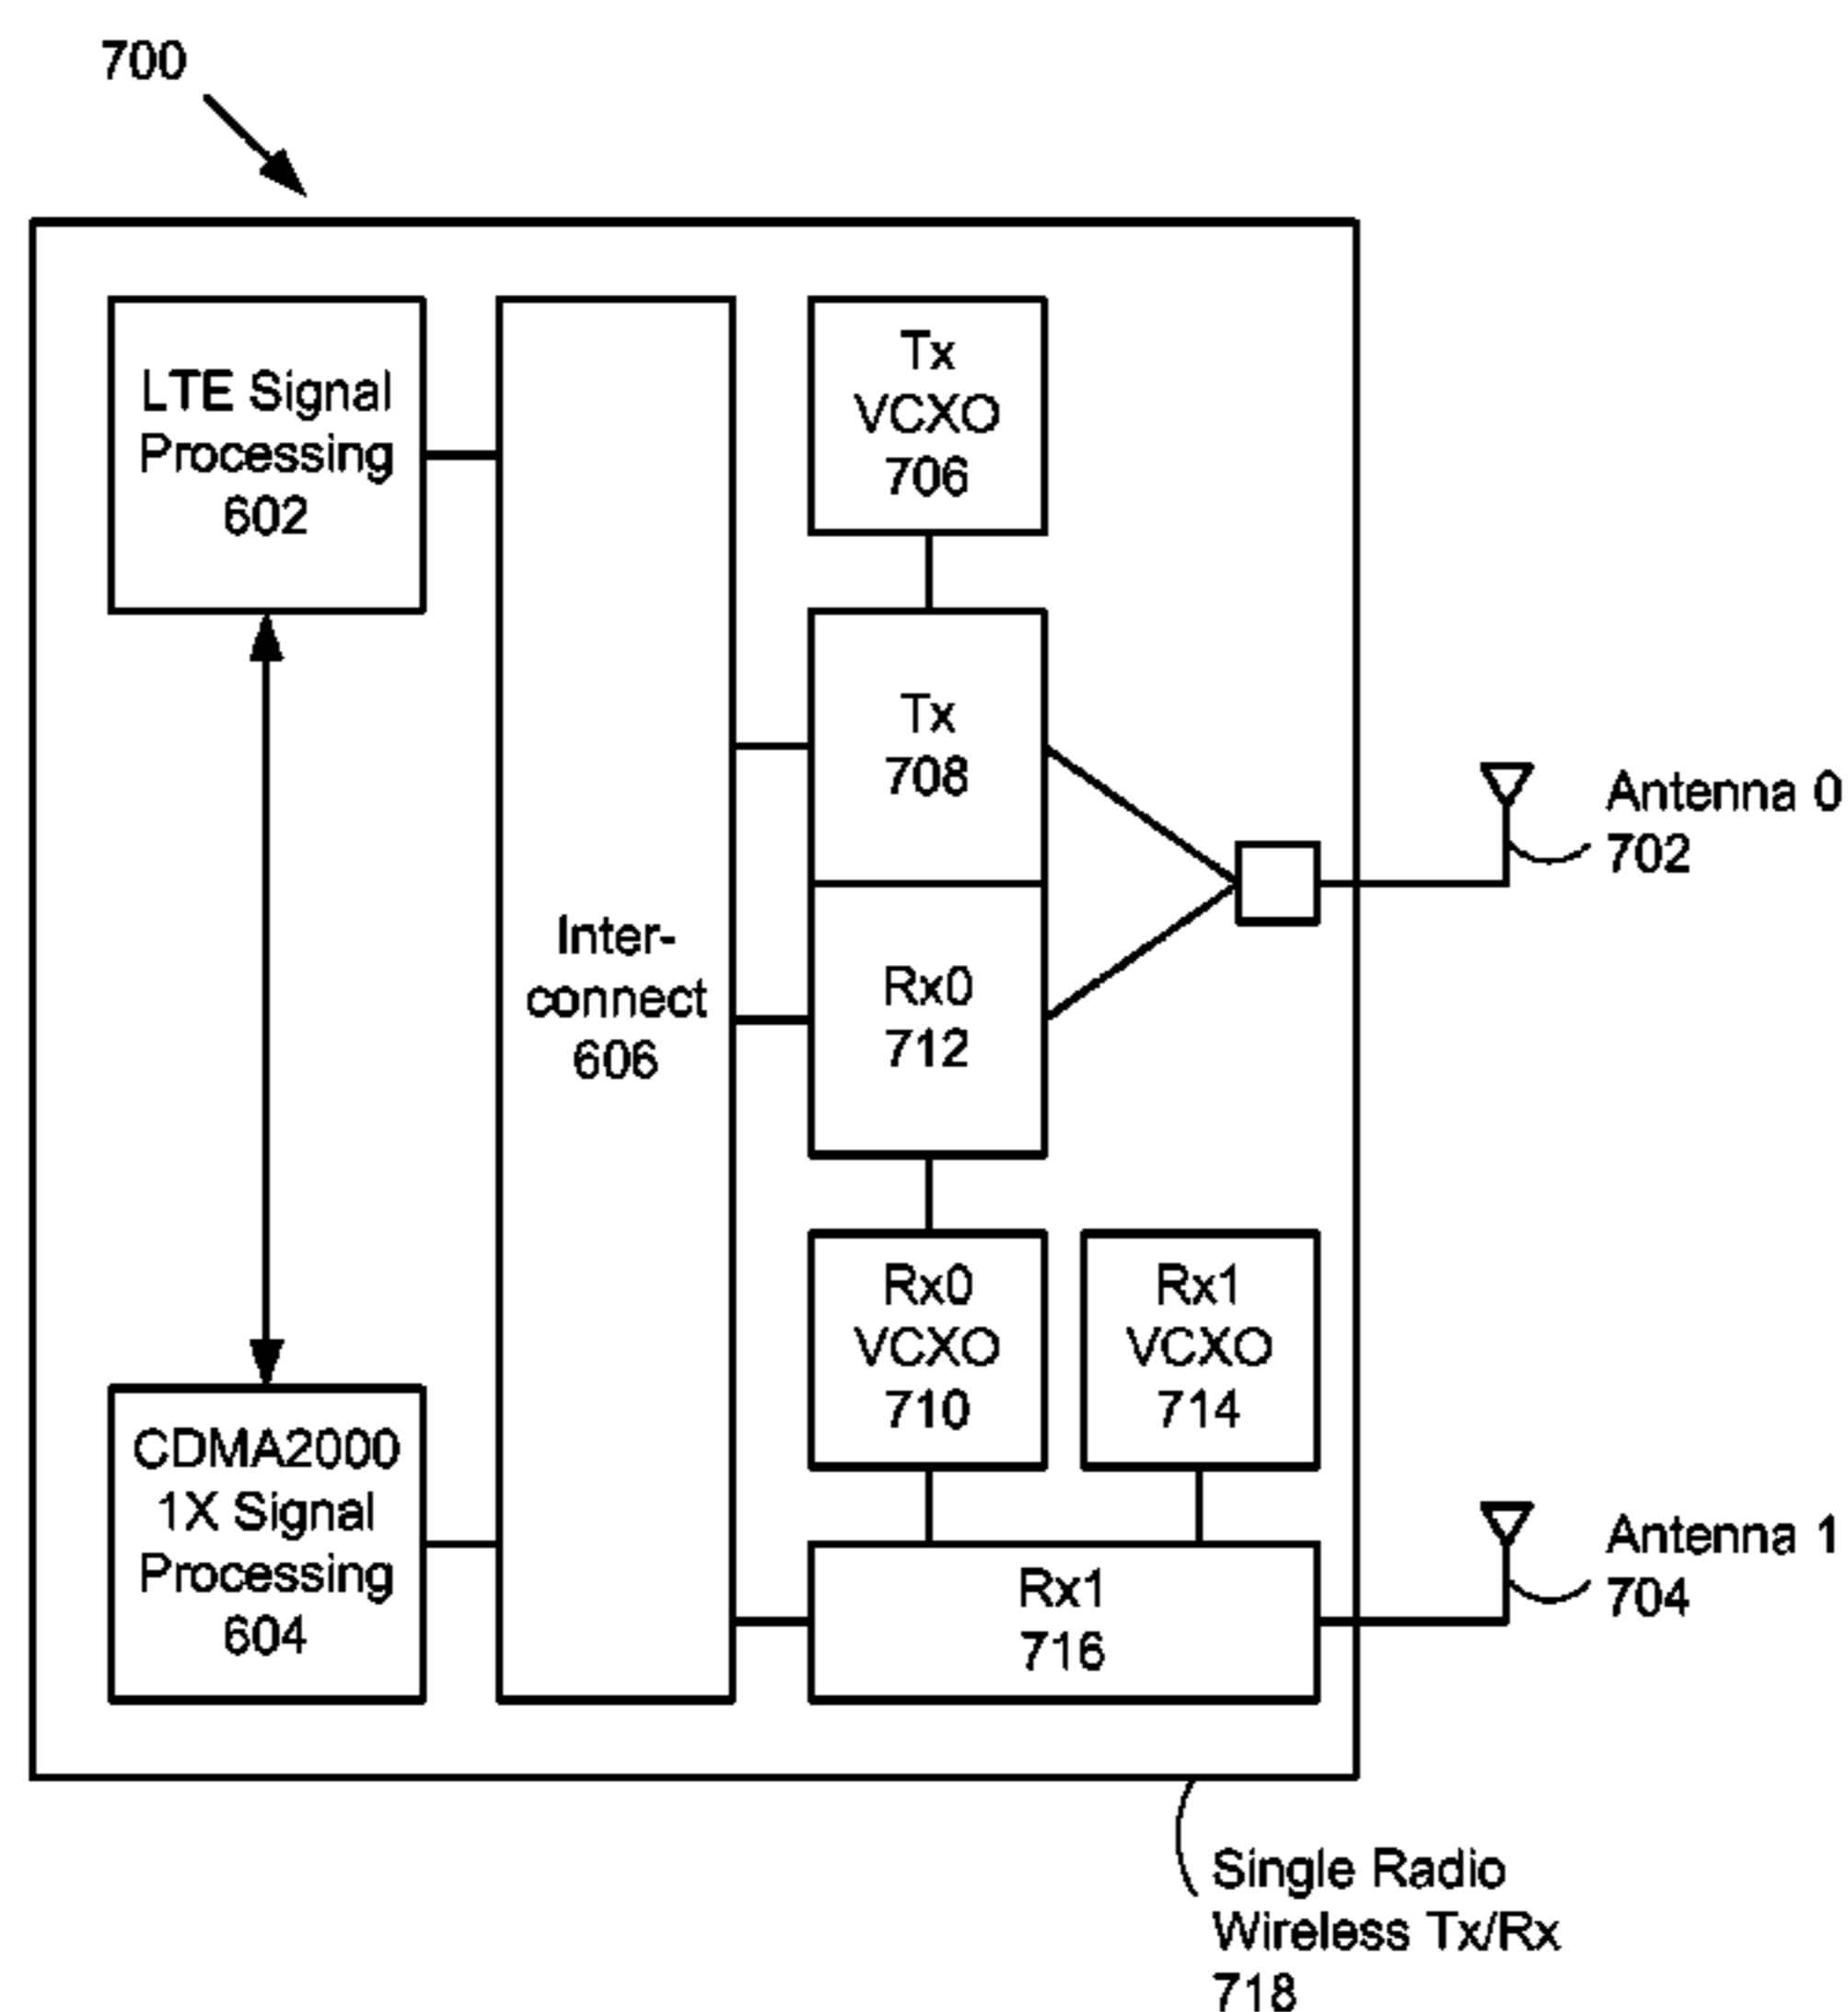 700
LTE Signal
Processing
602
Tx
VCXO
706
Tx
708
Antenna 0
702
Inter-
connect
606
Rx0
712
Rx0
VCXO
710
Rx1
VCXO
714
CDMA2000
1X Signal
Processing
604
Rx1
716
Antenna 1
704
Single Radio
Wireless Tx/Rx
718